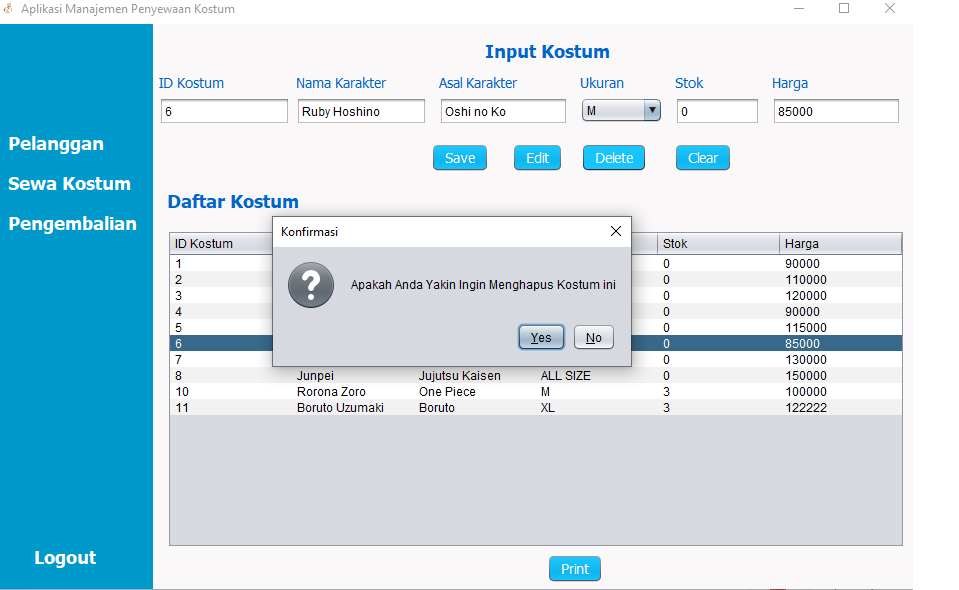 Aplikasi Manajemen Penyewaan Kostum
Input Kostum
ID Kostum Nama Karakter Asal Karakter Ukuran Stok Harga
6 Ruby Hoshino Oshi no Ko M 0 85000
Save Edit Delete Clear
Pelanggan
Sewa Kostum
Pengembalian
Daftar Kostum
Konfirmasi
Apakah Anda Yakin Ingin Menghapus Kostum ini
Yes No
ID Kostum Stok Harga
1 0 90000
2 0 110000
3 0 120000
4 0 90000
5 0 115000
6 0 85000
7 0 130000
8 Junpei Jujutsu Kaisen ALL SIZE 0 150000
10 Rorona Zoro One Piece M 3 100000
11 Boruto Uzumaki Boruto XL 3 122222
Logout
Print